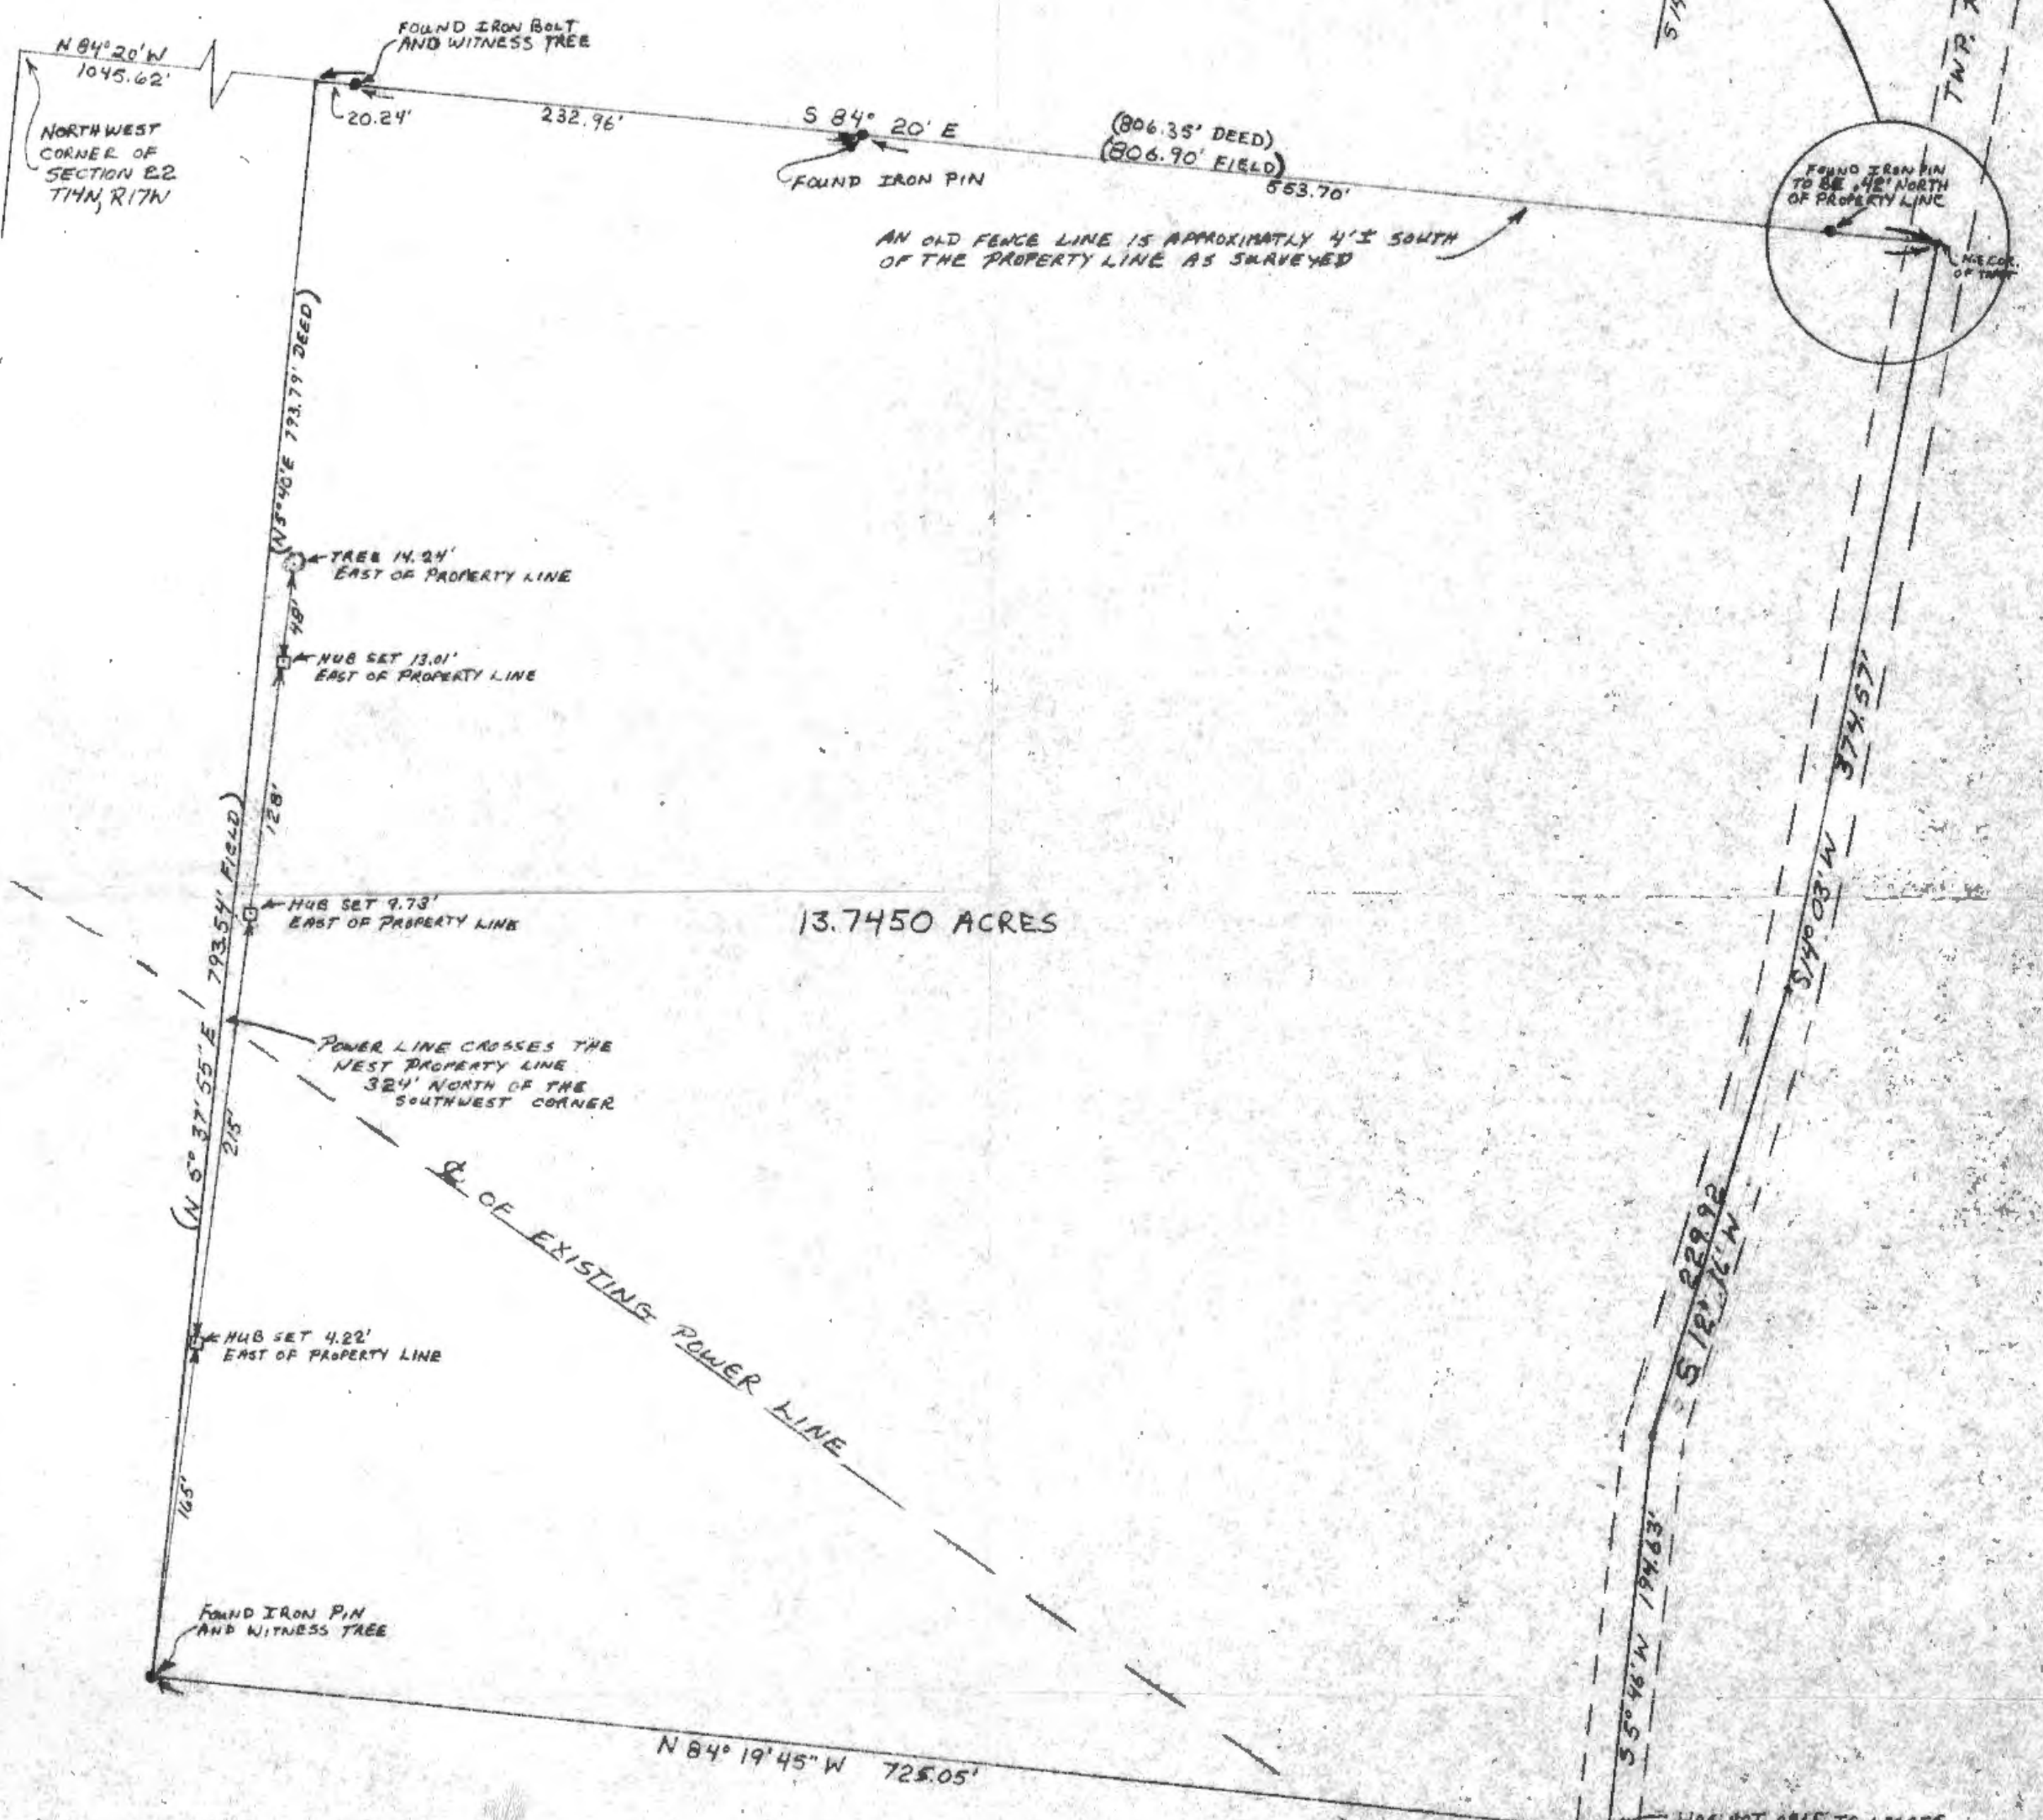 N 84° 20' W
1045.62'
NORTHWEST
CORNER OF
SECTION 22
T14N, R17W
FOUND IRON BOLT
AND WITNESS TREE
20.24'
232.96'
S 84° 20' E
FOUND IRON PIN
(806.35' DEED)
(806.90' FIELD)
553.70'
AN OLD FENCE LINE IS APPROXIMATLY 4'± SOUTH
OF THE PROPERTY LINE AS SURVEYED
TWP.
FOUND IRON PIN
TO BE .42' NORTH
OF PROPERTY LINE
N.E. COR.
OF TRACT
(N 5° 40' E 793.79' DEED)
TREE 14.24'
EAST OF PROPERTY LINE
48'
HUB SET 13.01'
EAST OF PROPERTY LINE
128'
HUB SET 9.73'
EAST OF PROPERTY LINE
13.7450 ACRES
(N 5° 37' 55" E 793.54' FIELD)
POWER LINE CROSSES THE
WEST PROPERTY LINE
324' NORTH OF THE
SOUTHWEST CORNER
215'
HUB SET 4.22'
EAST OF PROPERTY LINE
165'
℄ OF EXISTING POWER LINE
FOUND IRON PIN
AND WITNESS TREE
N 84° 19' 45" W 725.05'
S 14° 03' W 374.57'
229.92
S 12° 16' W
S 5° 46' W 194.63'